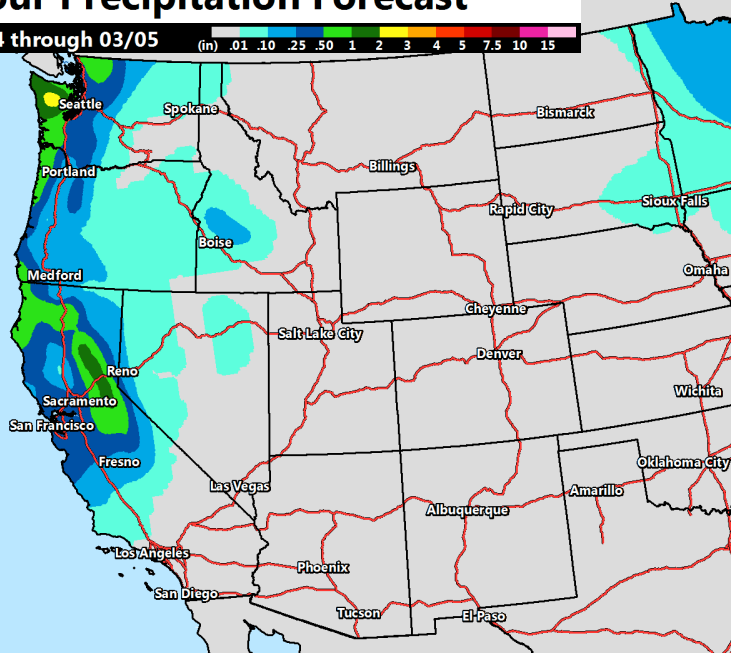 our Precipitation Forecast
4 through 03/05
(in) .01 .10 .25 .50 1 2 3 4 5 7.5 10 15
Seattle
Spokane
Bismarck
Portland
Billings
Rapid City
Sioux Falls
Boise
Medford
Omaha
Cheyenne
Salt Lake City
Denver
Reno
Wichita
Sacramento
San Francisco
Fresno
Oklahoma City
Las Vegas
Amarillo
Albuquerque
Los Angeles
Phoenix
San Diego
Tucson
El Paso